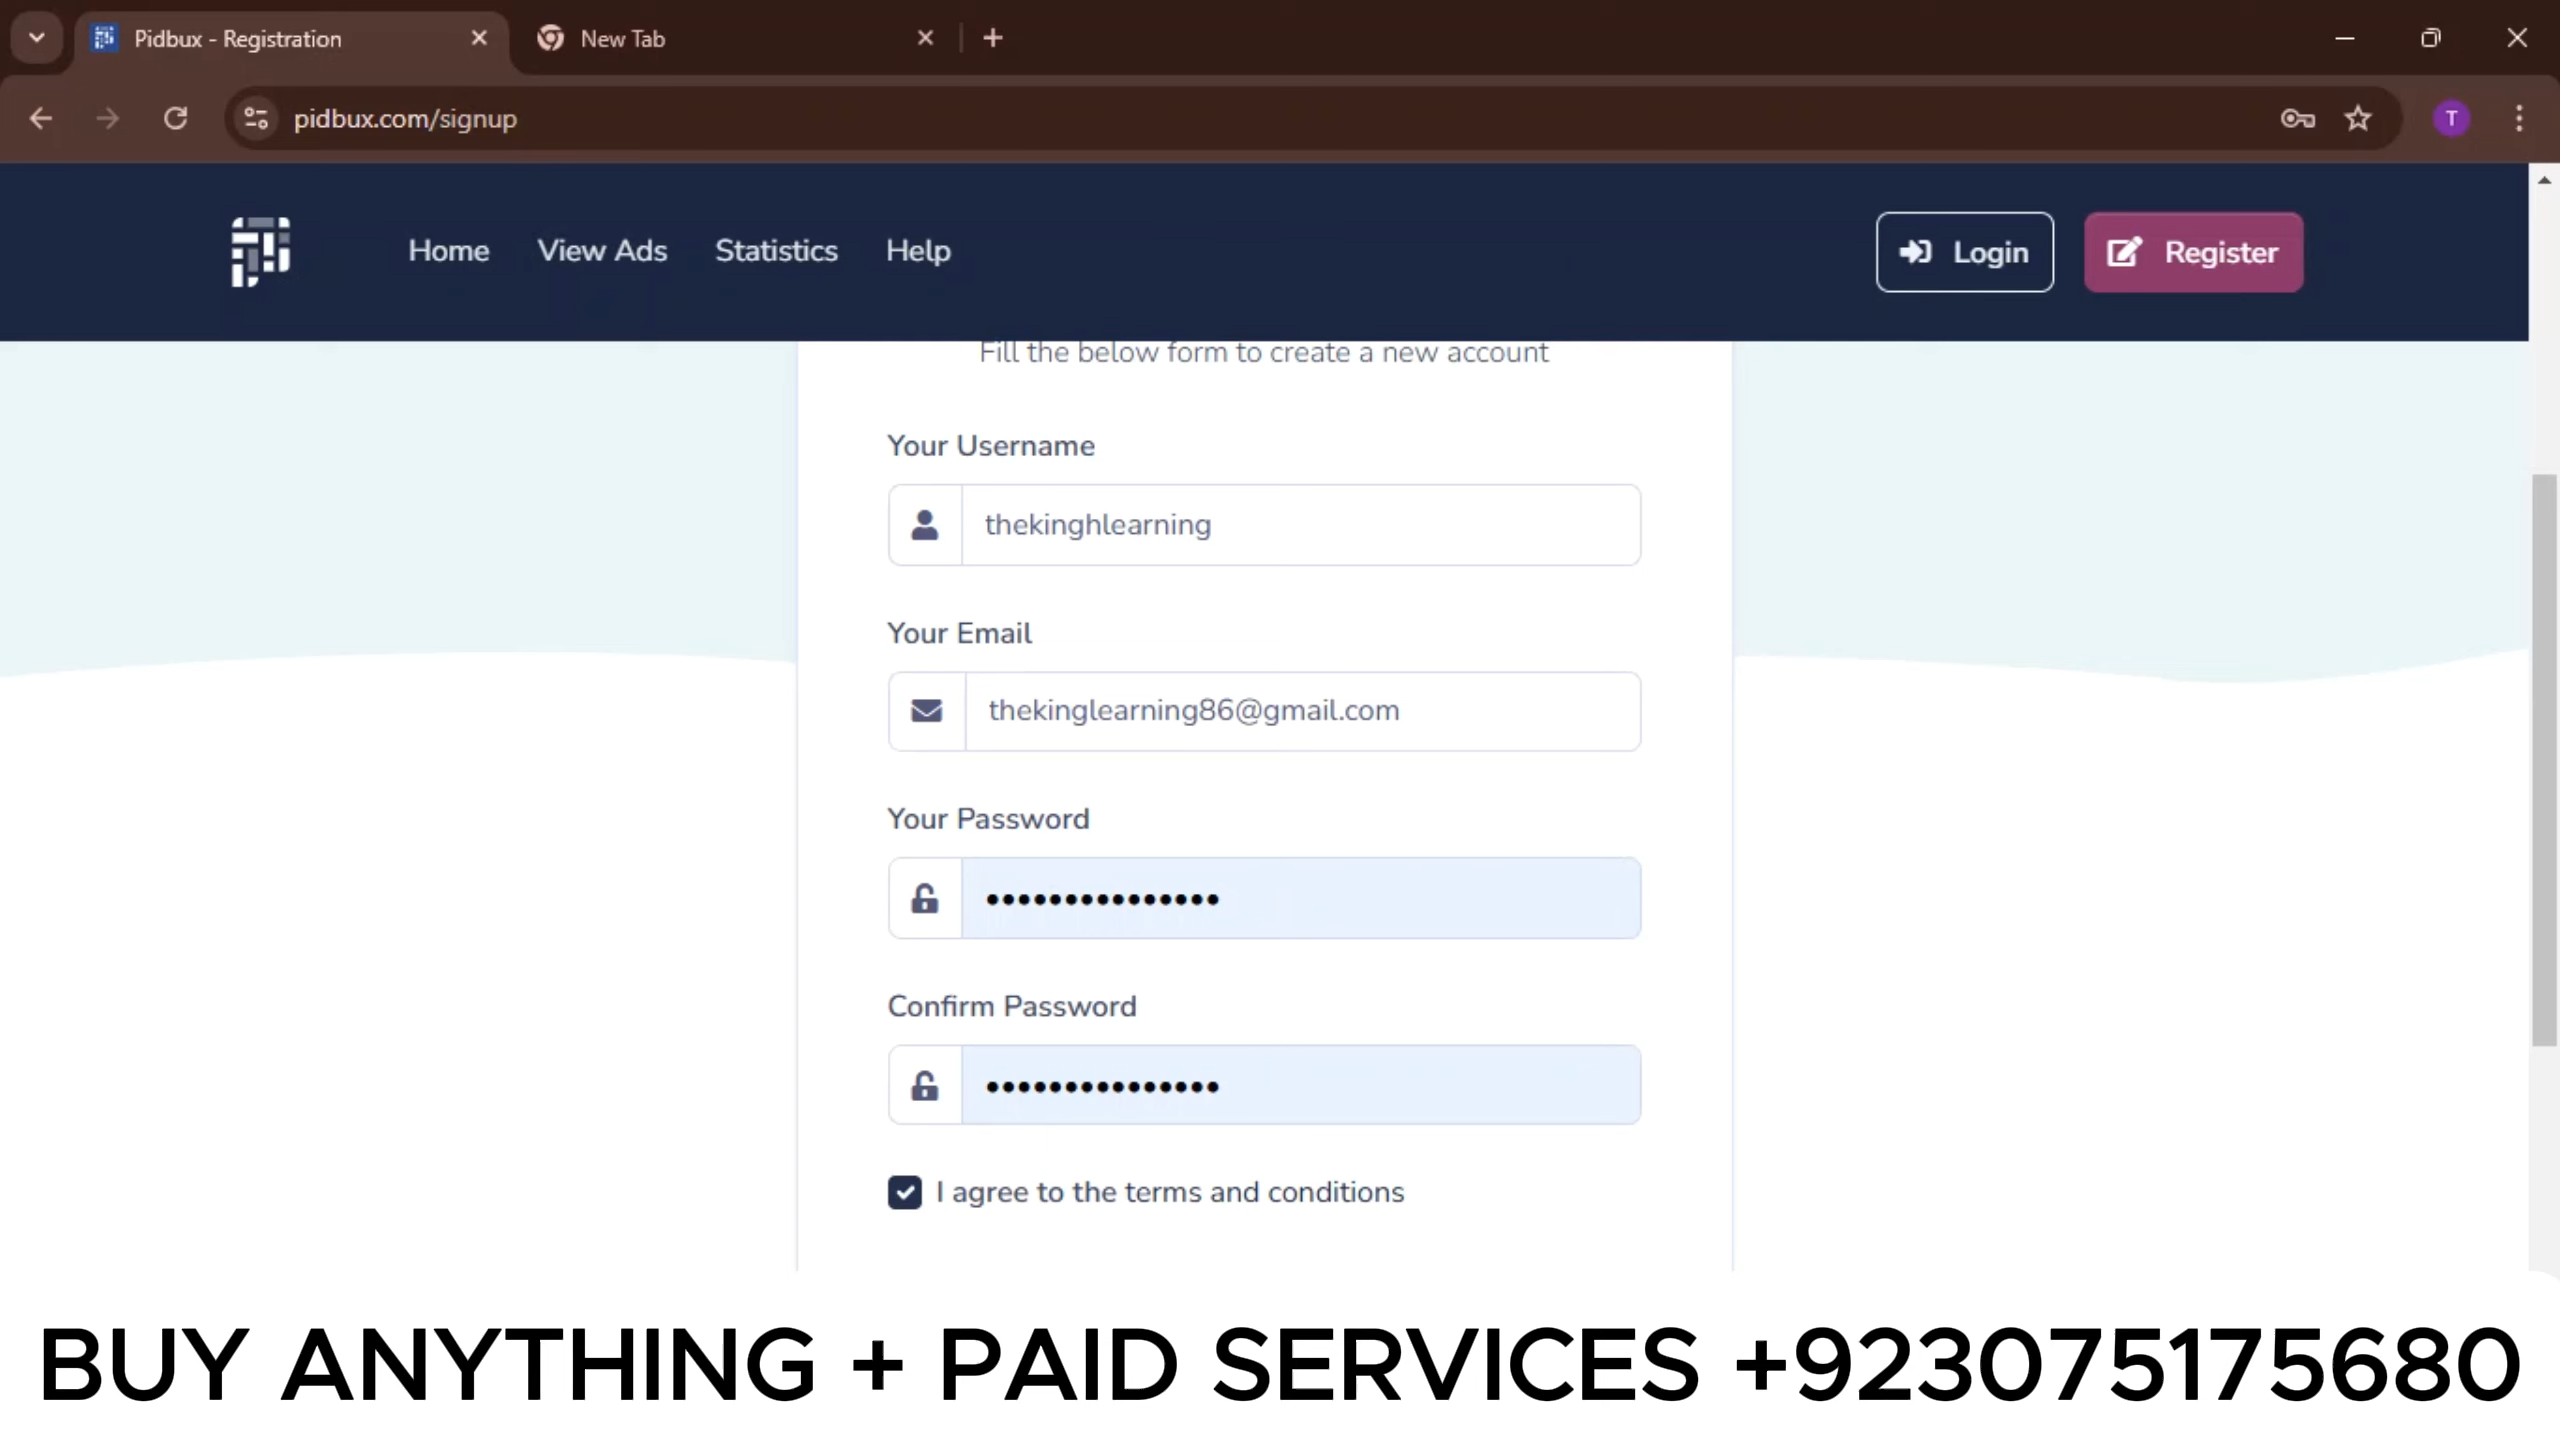 Pidbux - Registration
New Tab
pidbux.com/signup
T
Home
View Ads
Statistics
Help
Login
Register
Fill the below form to create a new account
Your Username
thekinghlearning
Your Email
thekinglearning86@gmail.com
Your Password
•••••••••••••••
Confirm Password
•••••••••••••••
I agree to the terms and conditions
BUY ANYTHING + PAID SERVICES +923075175680